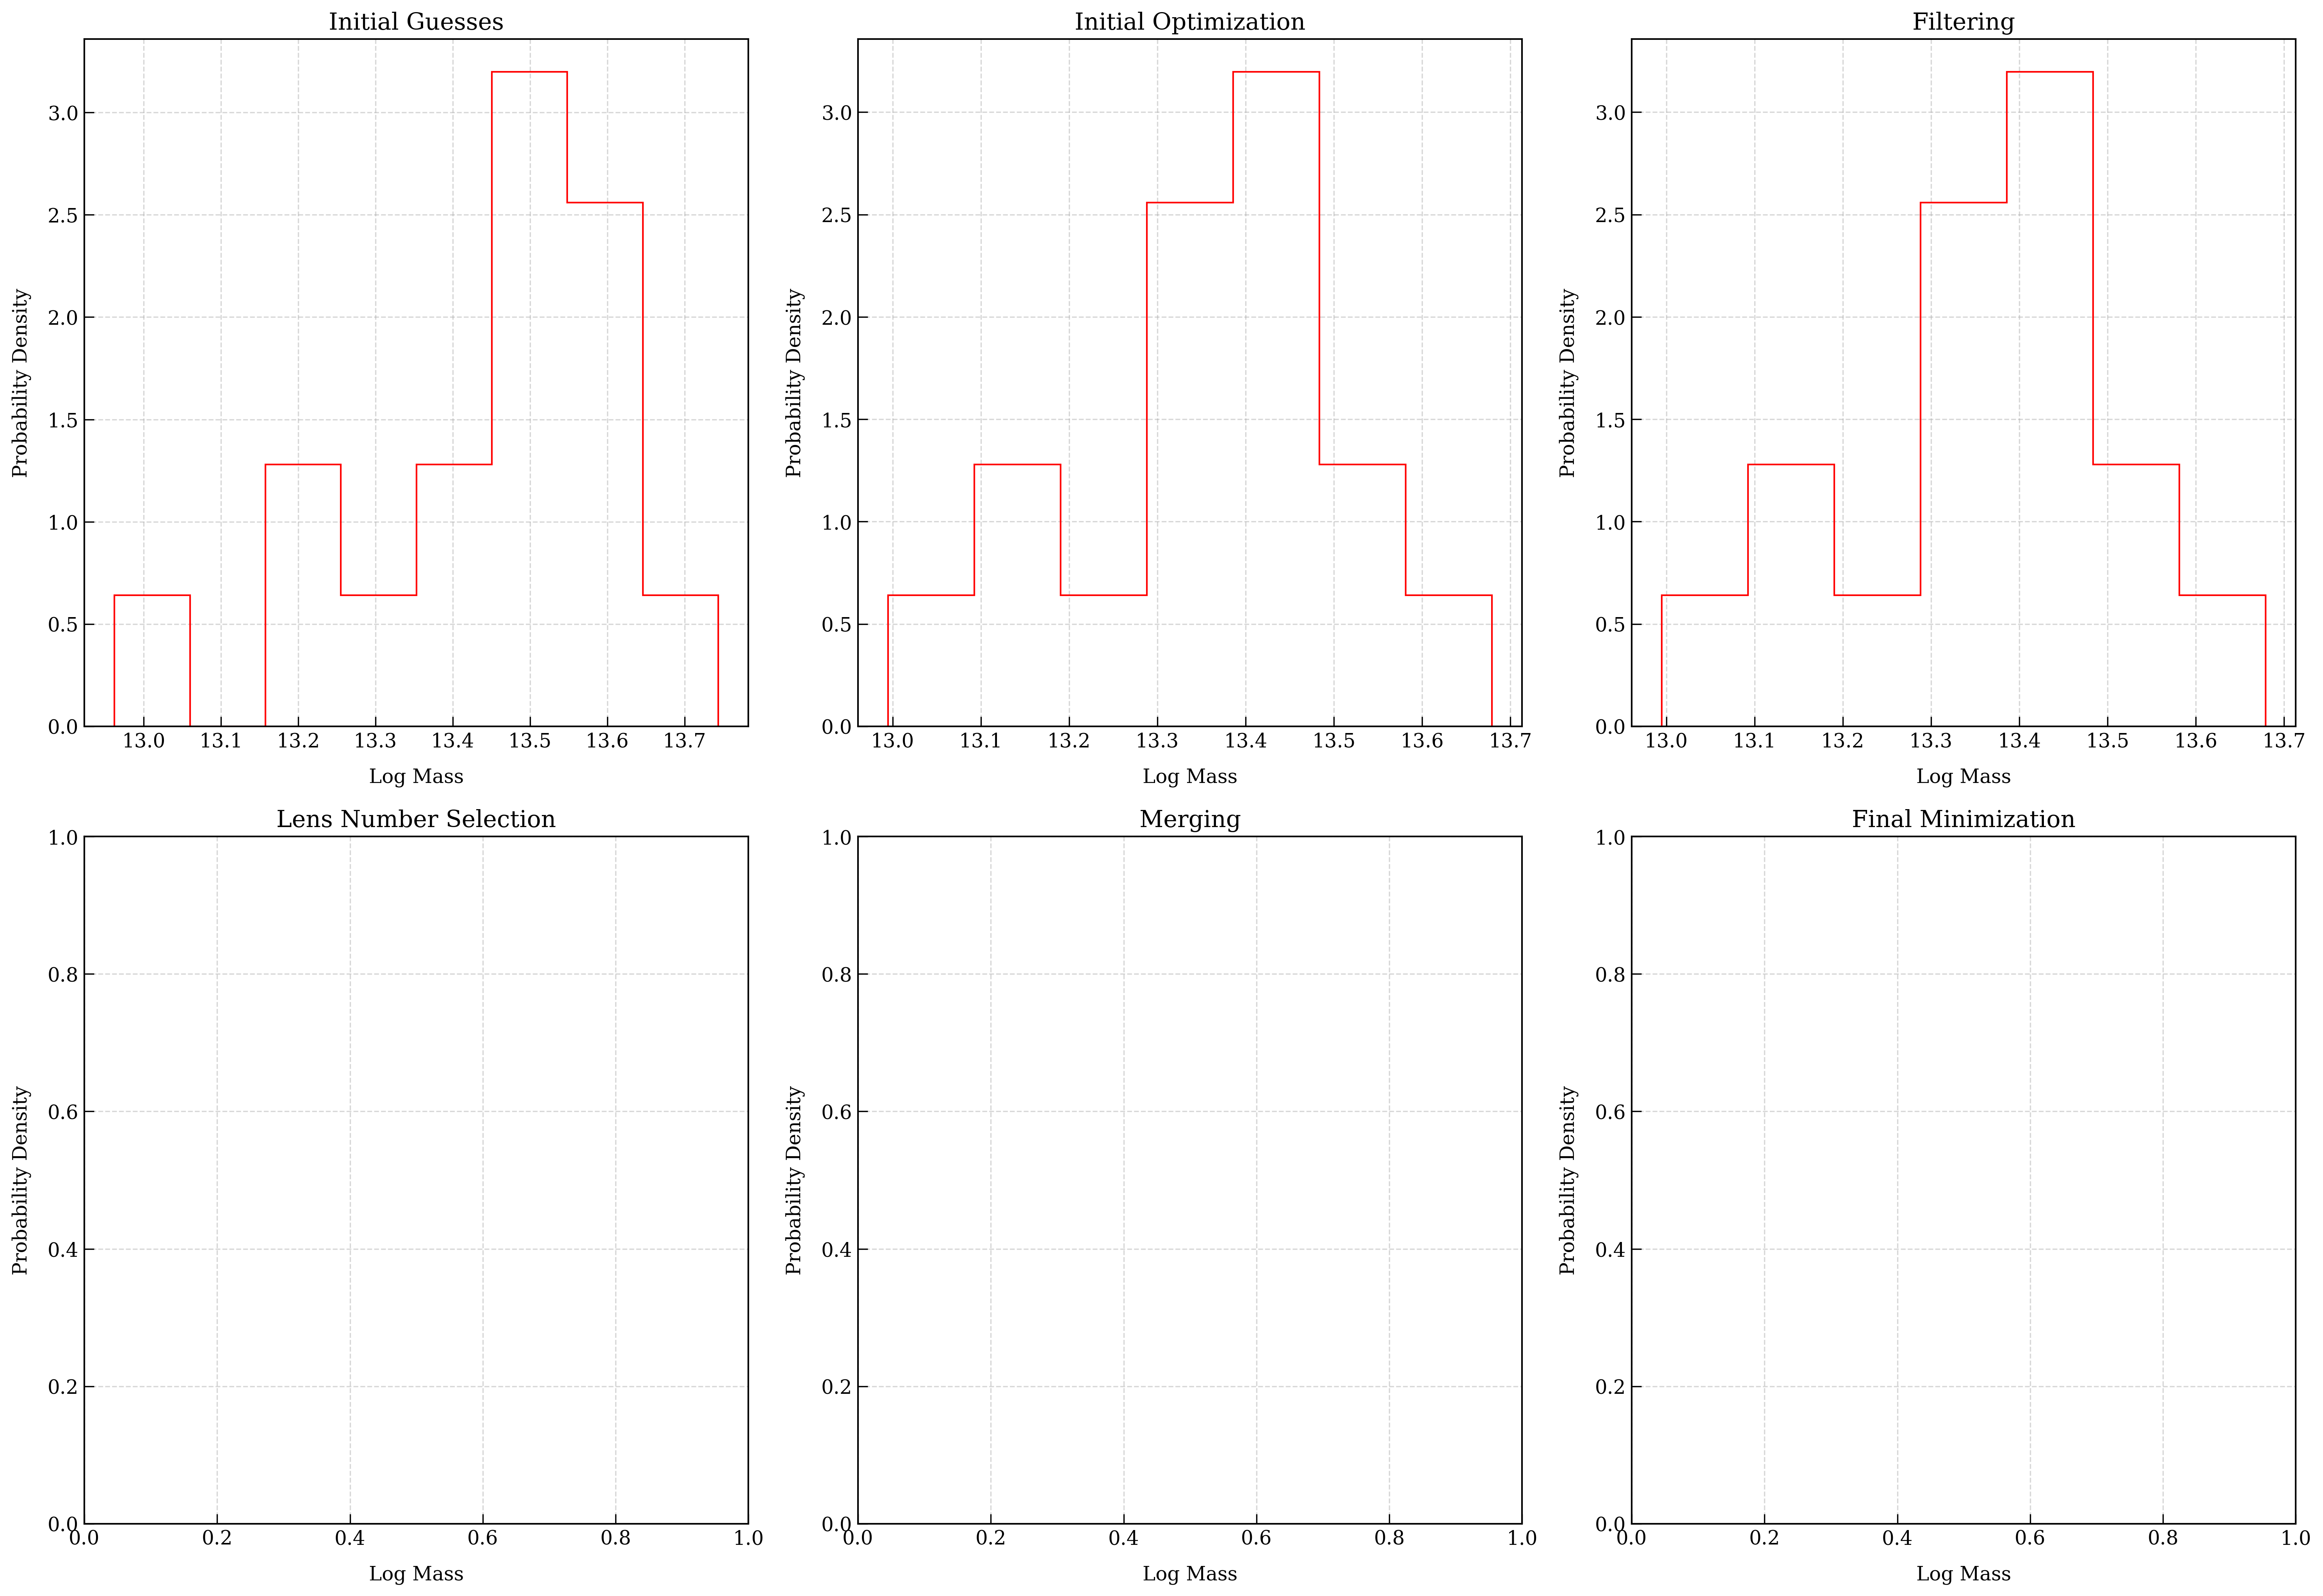 Initial Guesses
Probability Density
3.0
2.5
2.0
1.5
1.0
0.5
0.0
13.0 13.1 13.2 13.3 13.4 13.5 13.6 13.7
Log Mass
Initial Optimization
Probability Density
3.0
2.5
2.0
1.5
1.0
0.5
0.0
13.0 13.1 13.2 13.3 13.4 13.5 13.6 13.7
Log Mass
Filtering
Probability Density
3.0
2.5
2.0
1.5
1.0
0.5
0.0
13.0 13.1 13.2 13.3 13.4 13.5 13.6 13.7
Log Mass
Lens Number Selection
Probability Density
1.0
0.8
0.6
0.4
0.2
0.0
0.0 0.2 0.4 0.6 0.8 1.0
Log Mass
Merging
Probability Density
1.0
0.8
0.6
0.4
0.2
0.0
0.0 0.2 0.4 0.6 0.8 1.0
Log Mass
Final Minimization
Probability Density
1.0
0.8
0.6
0.4
0.2
0.0
0.0 0.2 0.4 0.6 0.8 1.0
Log Mass